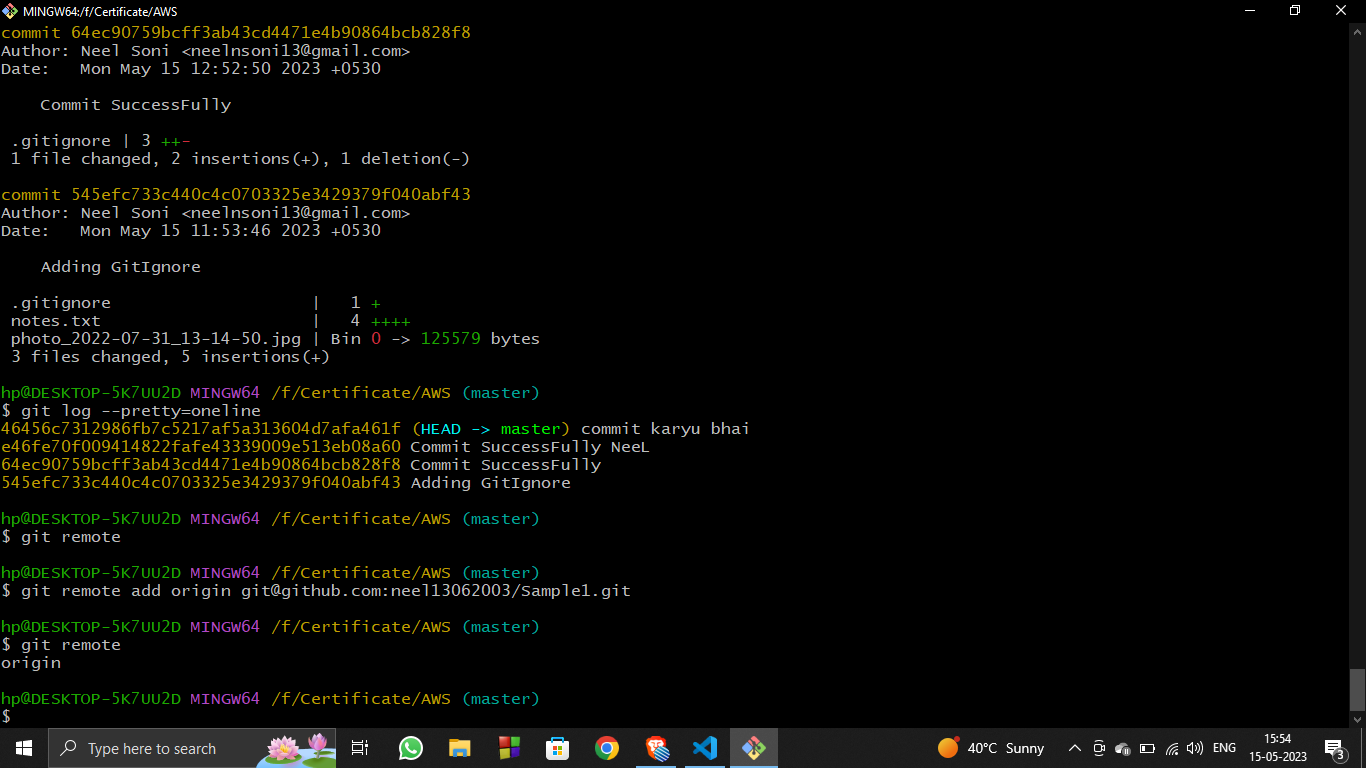 MINGW64:/f/Certificate/AWS
commit 64ec90759bcff3ab43cd4471e4b90864bcb828f8
Author: Neel Soni <neelnsoni13@gmail.com>
Date:   Mon May 15 12:52:50 2023 +0530
    Commit SuccessFully
 .gitignore | 3 ++-
 1 file changed, 2 insertions(+), 1 deletion(-)
commit 545efc733c440c4c0703325e3429379f040abf43
Author: Neel Soni <neelnsoni13@gmail.com>
Date:   Mon May 15 11:53:46 2023 +0530
    Adding GitIgnore
 .gitignore                    |   1 +
 notes.txt                     |   4 ++++
 photo_2022-07-31_13-14-50.jpg | Bin 0 -> 125579 bytes
 3 files changed, 5 insertions(+)
hp@DESKTOP-5K7UU2D MINGW64 /f/Certificate/AWS (master)
$ git log --pretty=oneline
46456c7312986fb7c5217af5a313604d7afa461f (HEAD -> master) commit karyu bhai
e46fe70f009414822fafe43339009e513eb08a60 Commit SuccessFully NeeL
64ec90759bcff3ab43cd4471e4b90864bcb828f8 Commit SuccessFully
545efc733c440c4c0703325e3429379f040abf43 Adding GitIgnore
hp@DESKTOP-5K7UU2D MINGW64 /f/Certificate/AWS (master)
$ git remote
hp@DESKTOP-5K7UU2D MINGW64 /f/Certificate/AWS (master)
$ git remote add origin git@github.com:neel13062003/Sample1.git
hp@DESKTOP-5K7UU2D MINGW64 /f/Certificate/AWS (master)
$ git remote
origin
hp@DESKTOP-5K7UU2D MINGW64 /f/Certificate/AWS (master)
$
Type here to search
40°C Sunny
ENG
15:54
15-05-2023
3